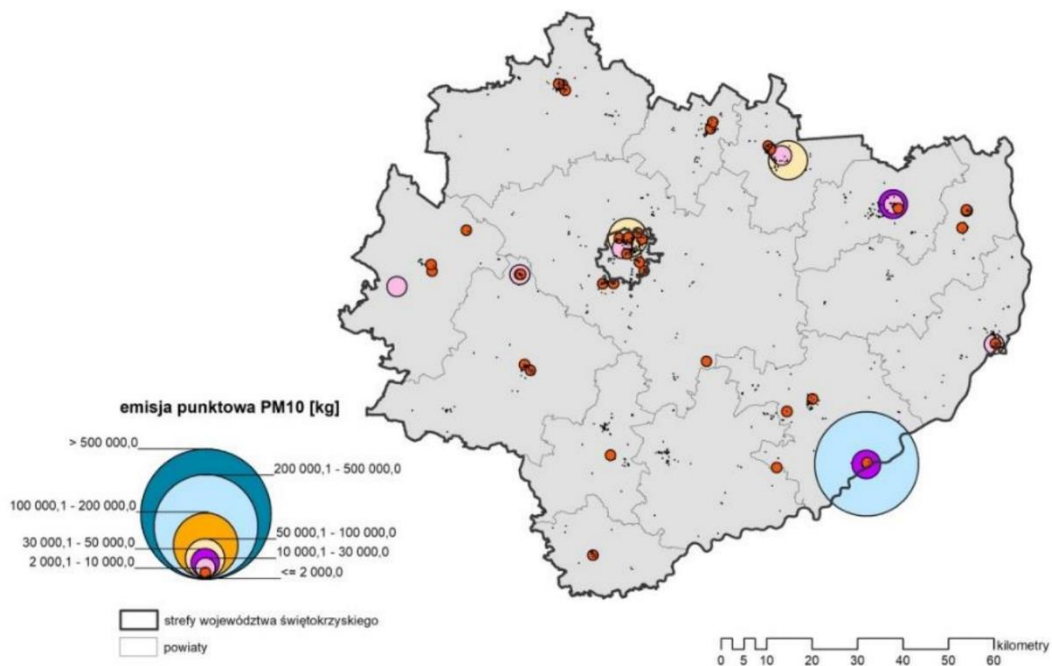 emisja punktowa PM10 [kg]
> 500 000,0
200 000,1 - 500 000,0
100 000,1 - 200 000,0
50 000,1 - 100 000,0
30 000,1 - 50 000,0
10 000,1 - 30 000,0
2 000,1 - 10 000,0
<= 2 000,0
strefy województwa świętokrzyskiego
powiaty
kilometry
0 5 10 20 30 40 50 60